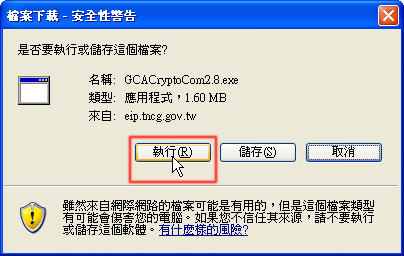 檔案下載 - 安全性警告
是否要執行或儲存這個檔案?
名稱: GCACryptoCom2.8.exe
類型: 應用程式，1.60 MB
來自: eip.tncg.gov.tw
執行(R)
儲存(S)
取消
雖然來自網際網路的檔案可能是有用的，但是這個檔案類型
有可能會傷害您的電腦。如果您不信任其來源，請不要執行
或儲存這個軟體。有什麼樣的風險?